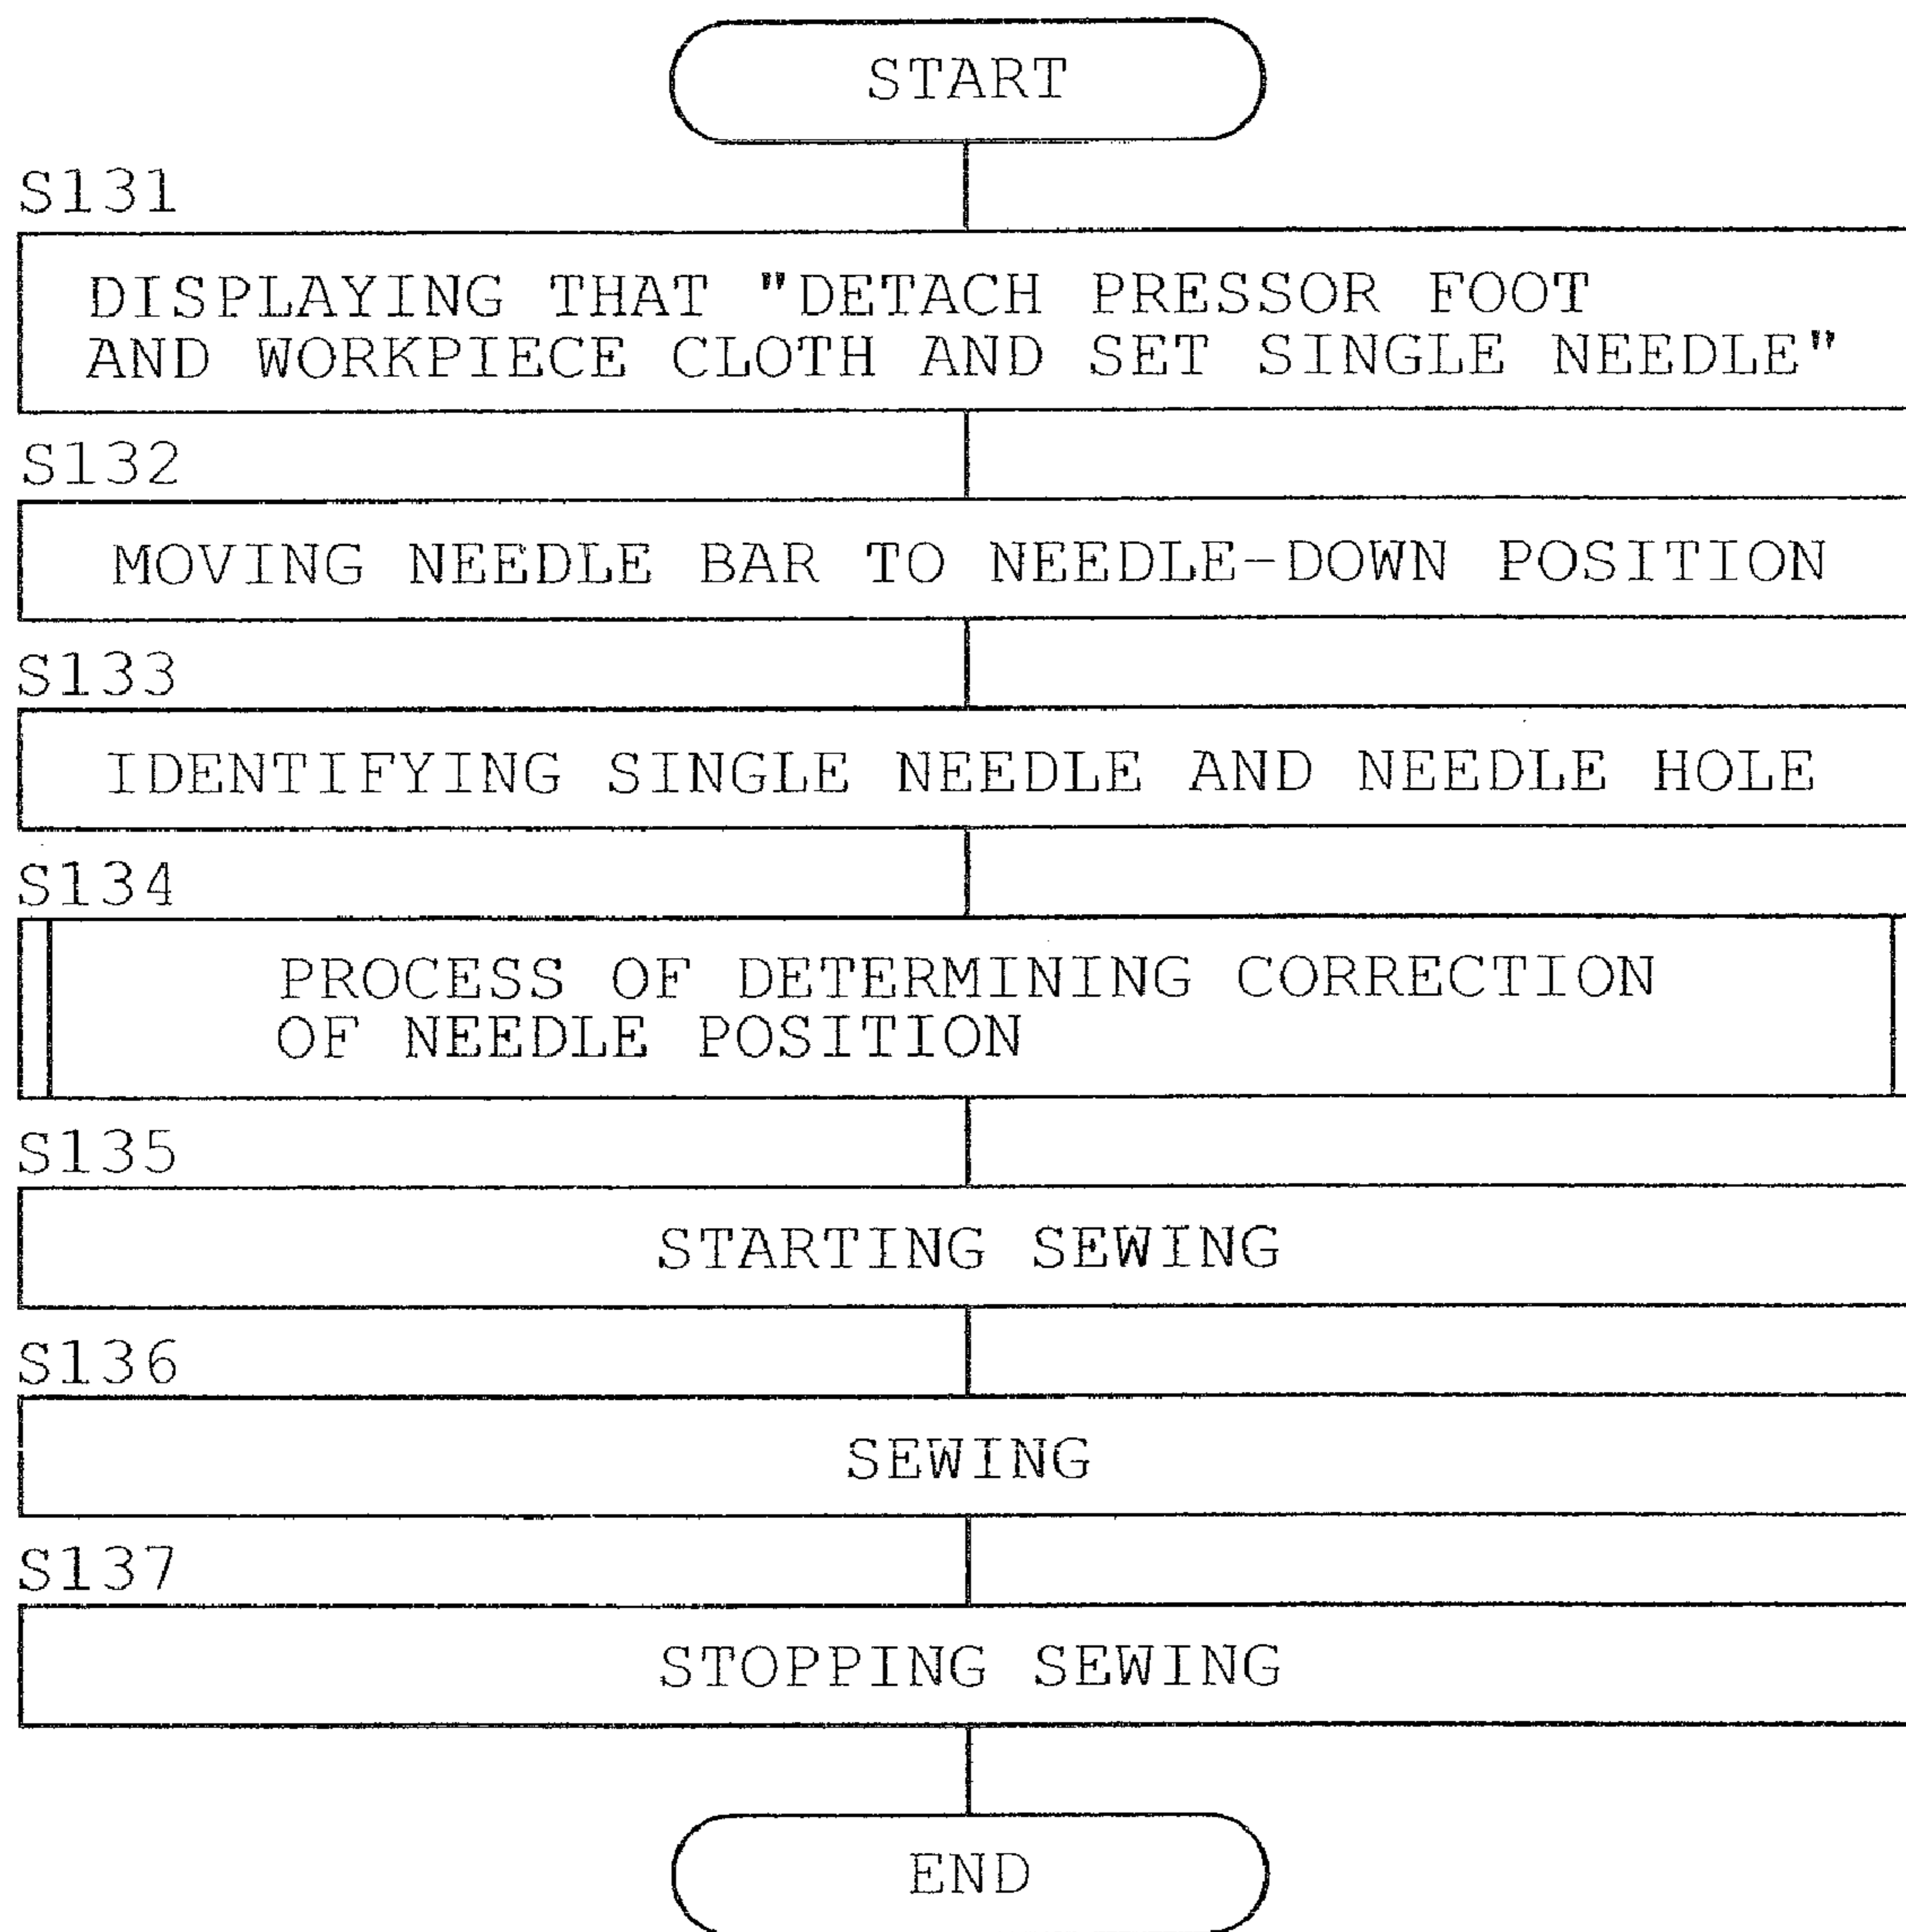 START
S131
DISPLAYING THAT "DETACH PRESSOR FOOT
AND WORKPIECE CLOTH AND SET SINGLE NEEDLE"
S132
MOVING NEEDLE BAR TO NEEDLE-DOWN POSITION
S133
IDENTIFYING SINGLE NEEDLE AND NEEDLE HOLE
S134
PROCESS OF DETERMINING CORRECTION
OF NEEDLE POSITION
S135
STARTING SEWING
S136
SEWING
S137
STOPPING SEWING
END